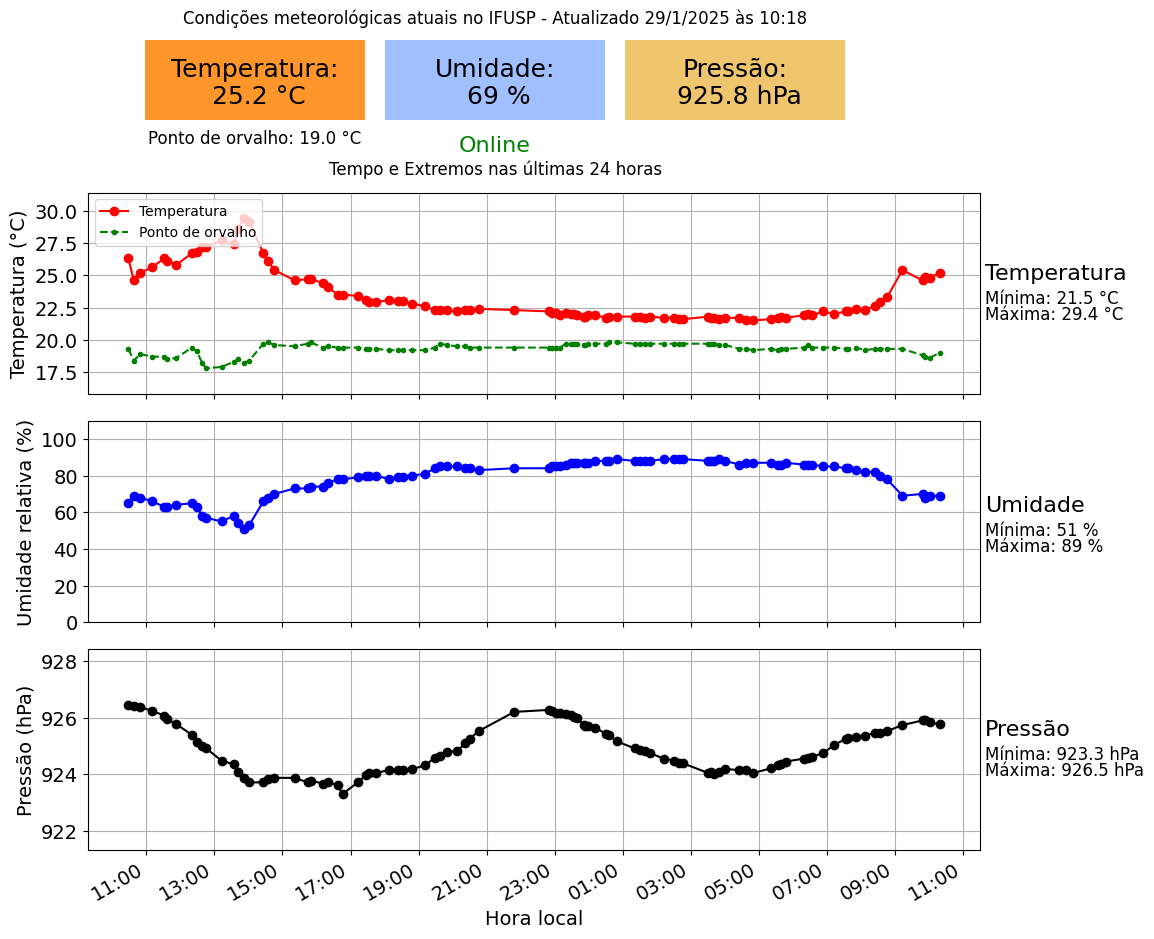 Condições meteorológicas atuais no IFUSP - Atualizado 29/1/2025 às 10:18
Temperatura:
25.2 °C
Umidade:
69 %
Pressão:
925.8 hPa
Ponto de orvalho: 19.0 °C
Online
Tempo e Extremos nas últimas 24 horas
Temperatura (°C)
30.0
27.5
25.0
22.5
20.0
17.5
Temperatura
Ponto de orvalho
Temperatura
Mínima: 21.5 °C
Máxima: 29.4 °C
Umidade relativa (%)
100
80
60
40
20
0
Umidade
Mínima: 51 %
Máxima: 89 %
Pressão (hPa)
928
926
924
922
Pressão
Mínima: 923.3 hPa
Máxima: 926.5 hPa
11:00 13:00 15:00 17:00 19:00 21:00 23:00 01:00 03:00 05:00 07:00 09:00 11:00
Hora local